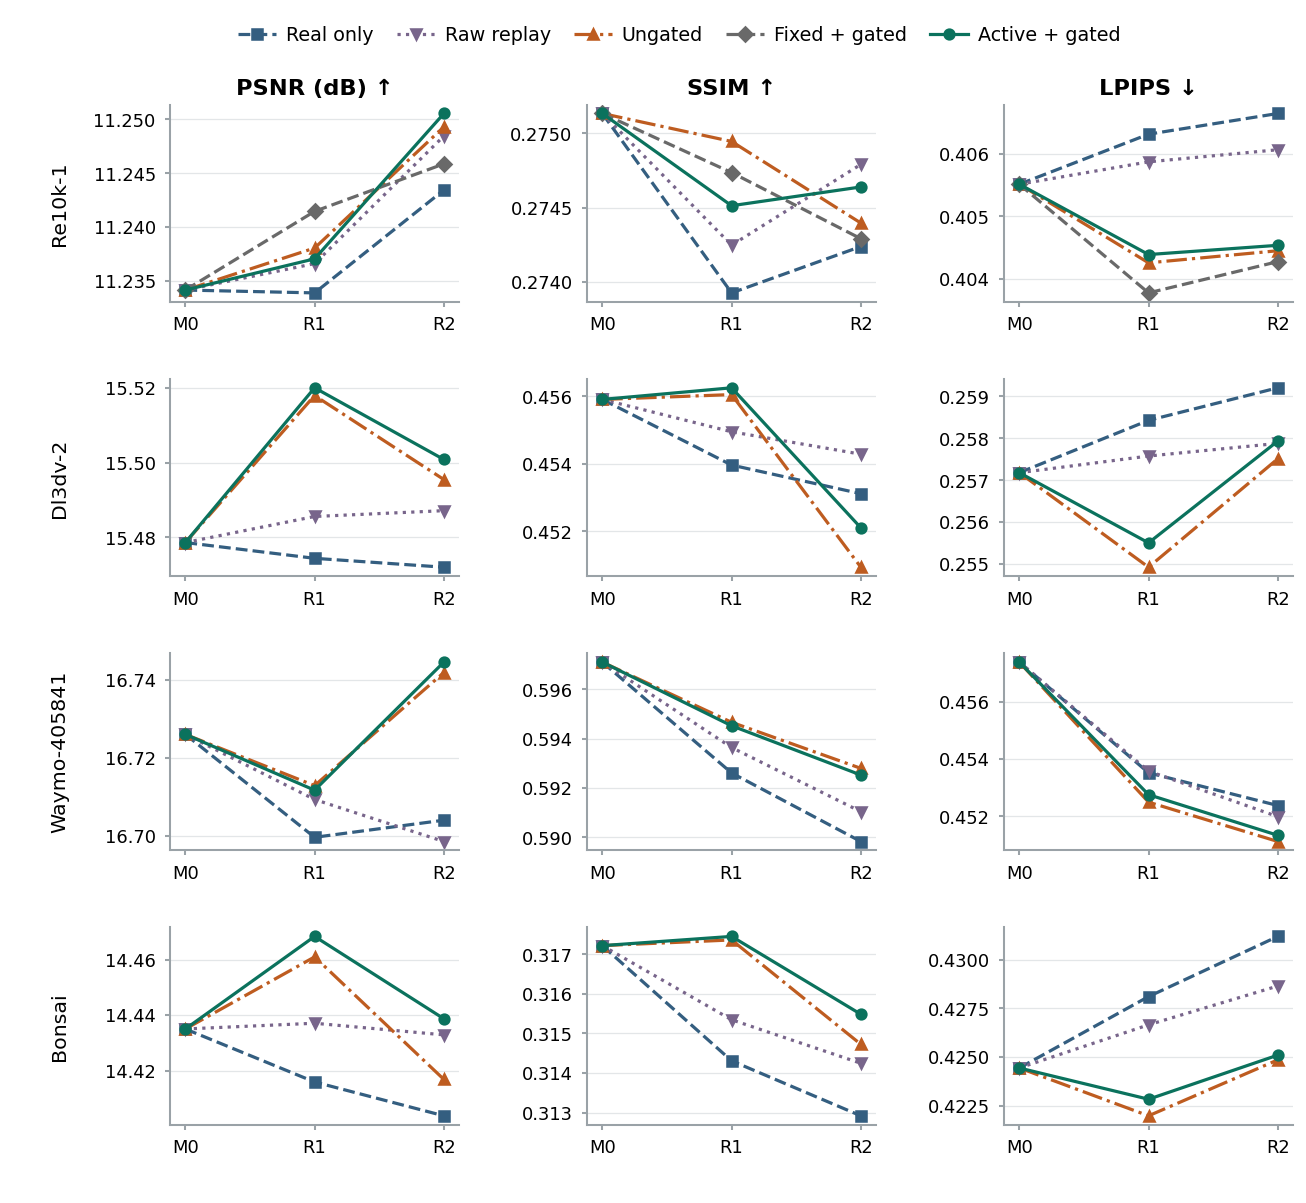 Real only Raw replay Ungated Fixed + gated Active + gated
PSNR (dB) ↑ SSIM ↑ LPIPS ↓
Re10k-1
11.250
11.245
11.240
11.235
M0 R1 R2
0.2750
0.2745
0.2740
M0 R1 R2
0.406
0.405
0.404
M0 R1 R2
Dl3dv-2
15.52
15.50
15.48
M0 R1 R2
0.456
0.454
0.452
M0 R1 R2
0.259
0.258
0.257
0.256
0.255
M0 R1 R2
Waymo-405841
16.74
16.72
16.70
M0 R1 R2
0.596
0.594
0.592
0.590
M0 R1 R2
0.456
0.454
0.452
M0 R1 R2
Bonsai
14.46
14.44
14.42
M0 R1 R2
0.317
0.316
0.315
0.314
0.313
M0 R1 R2
0.4300
0.4275
0.4250
0.4225
M0 R1 R2